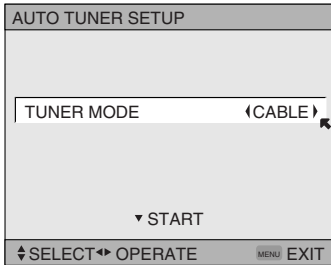 AUTO TUNER SETUP
TUNER MODE CABLE
START
SELECT OPERATE MENU EXIT